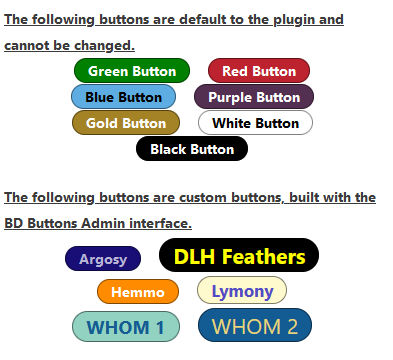 The following buttons are default to the plugin and
cannot be changed.
Green Button Red Button
Blue Button Purple Button
Gold Button White Button
Black Button
The following buttons are custom buttons, built with the
BD Buttons Admin interface.
Argosy DLH Feathers
Hemmo Lymony
WHOM 1 WHOM 2